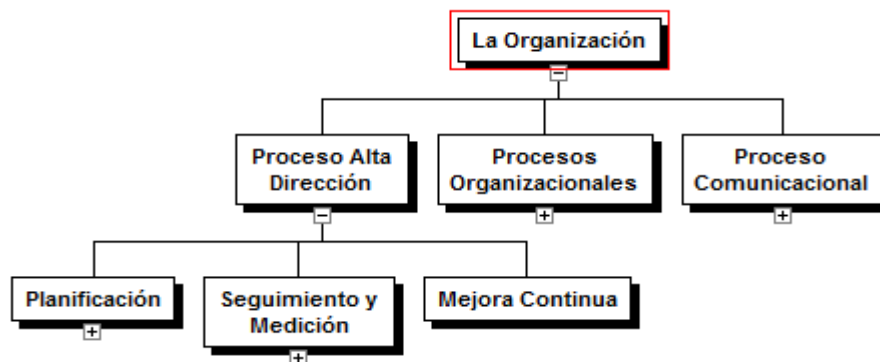 La Organización
Proceso Alta
Dirección
Procesos
Organizacionales
Proceso
Comunicacional
Planificación
Seguimiento y
Medición
Mejora Continua